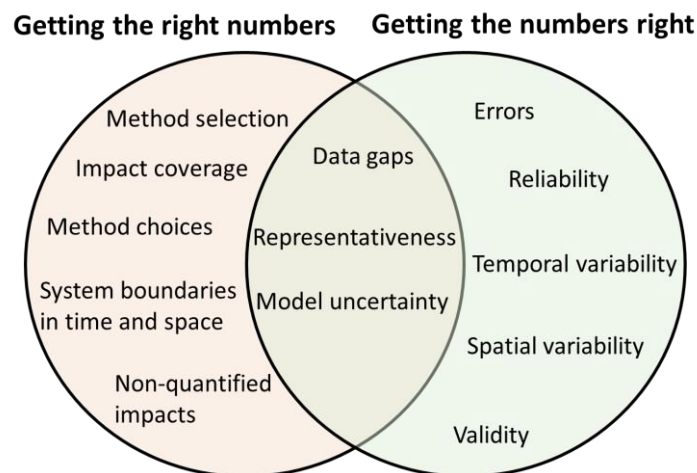 Getting the right numbers
Getting the numbers right
Method selection
Impact coverage
Method choices
System boundaries
in time and space
Non-quantified
impacts
Data gaps
Representativeness
Model uncertainty
Errors
Reliability
Temporal variability
Spatial variability
Validity